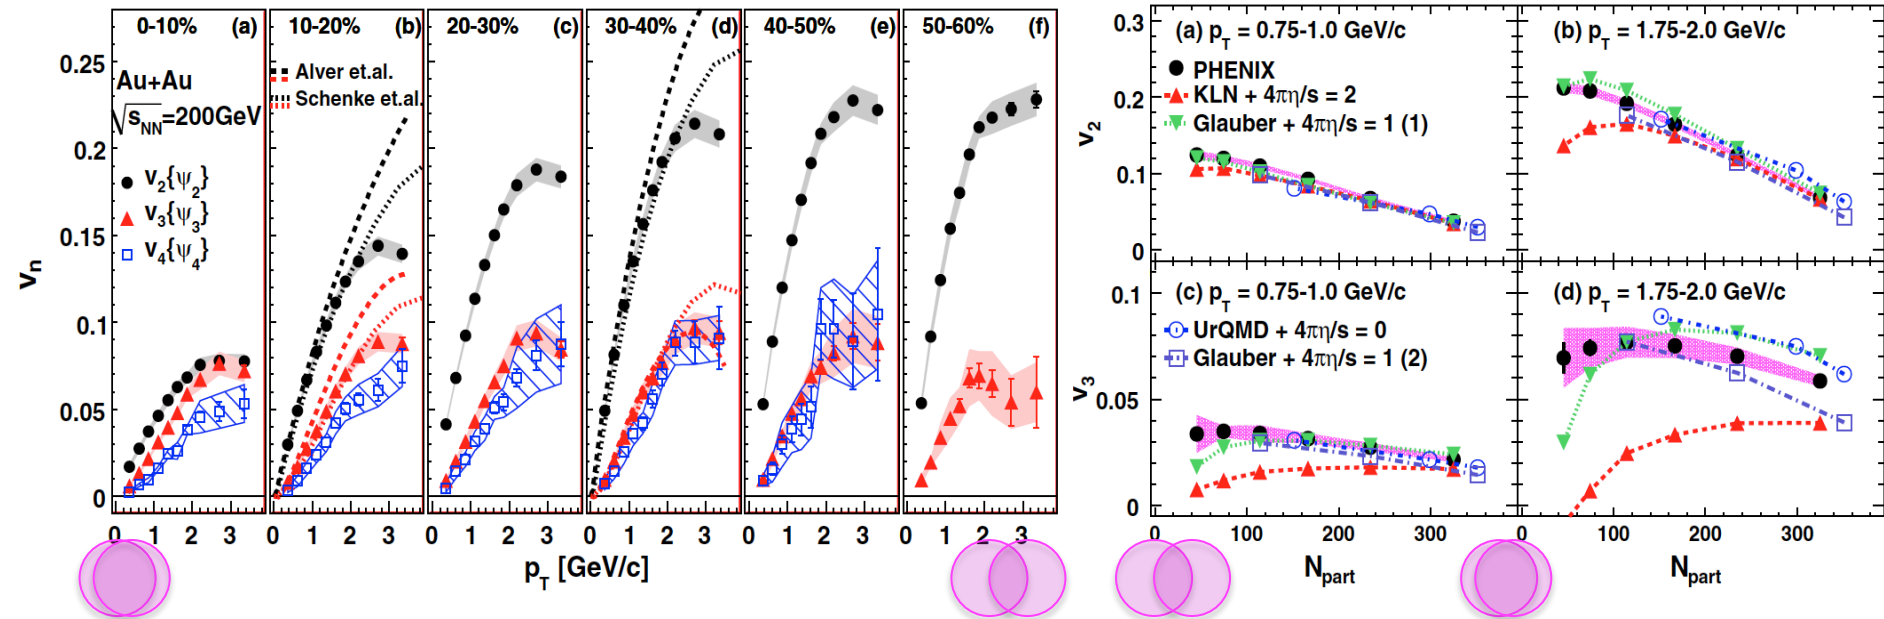 0-10% (a)
10-20% (b)
20-30% (c)
30-40% (d)
40-50% (e)
50-60% (f)
Au+Au
√sNN=200GeV
v2{ψ2}
v3{ψ3}
v4{ψ4}
Alver et.al.
Schenke et.al.
vn
0.25
0.2
0.15
0.1
0.05
0
0 1 2 3
0 1 2 3
0 1 2 3
0 1 2 3
0 1 2 3
0 1 2 3
pT [GeV/c]
(a) pT = 0.75-1.0 GeV/c
(b) pT = 1.75-2.0 GeV/c
PHENIX
KLN + 4πη/s = 2
Glauber + 4πη/s = 1 (1)
v2
0.3
0.2
0.1
0
(c) pT = 0.75-1.0 GeV/c
(d) pT = 1.75-2.0 GeV/c
UrQMD + 4πη/s = 0
Glauber + 4πη/s = 1 (2)
v3
0.1
0.05
0
0 100 200 300
0 100 200 300
Npart
Npart